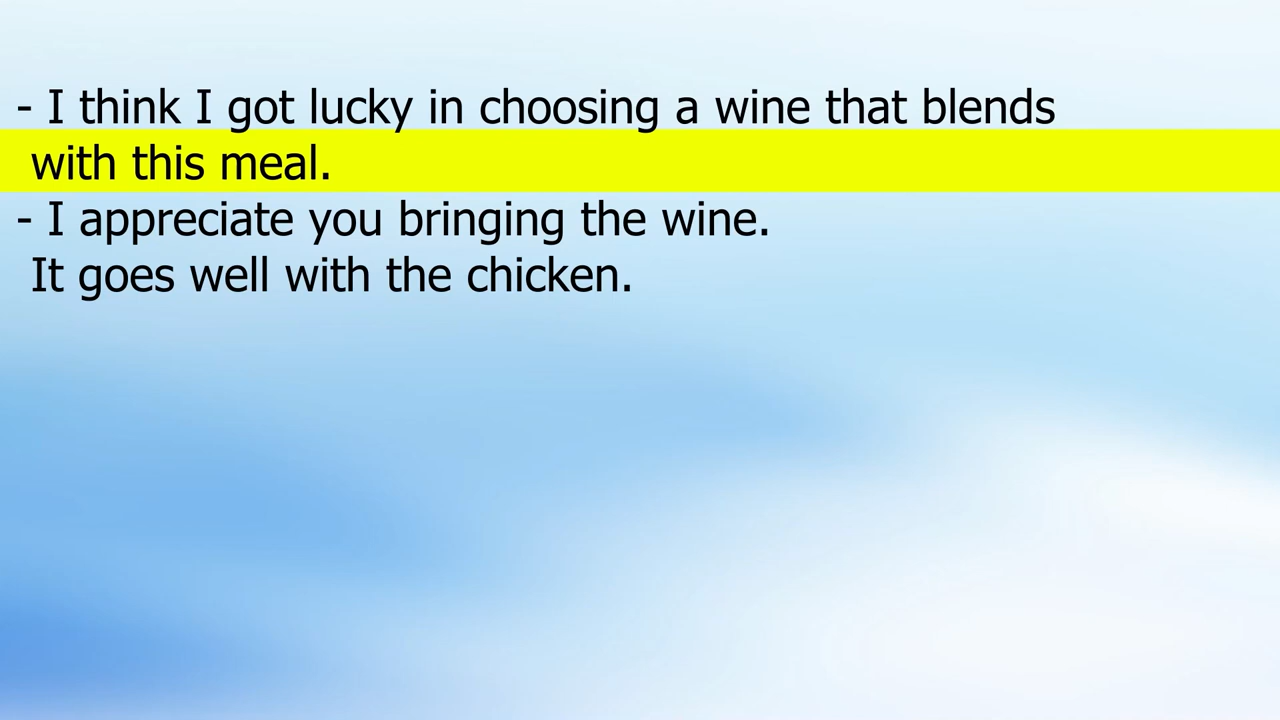 - I think I got lucky in choosing a wine that blends
with this meal.
- I appreciate you bringing the wine.
It goes well with the chicken.